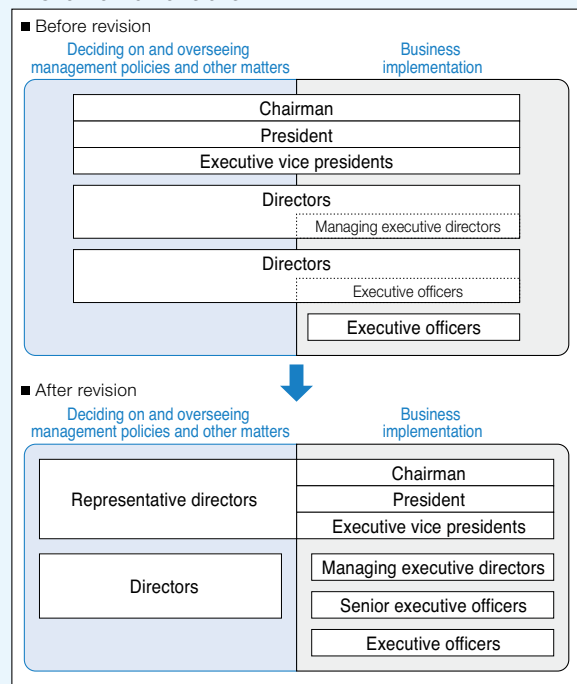 ■ Before revision
Deciding on and overseeing
management policies and other matters
Business
implementation
Chairman
President
Executive vice presidents
Directors
Managing executive directors
Directors
Executive officers
Executive officers
■ After revision
Deciding on and overseeing
management policies and other matters
Business
implementation
Representative directors
Chairman
President
Executive vice presidents
Directors
Managing executive directors
Senior executive officers
Executive officers